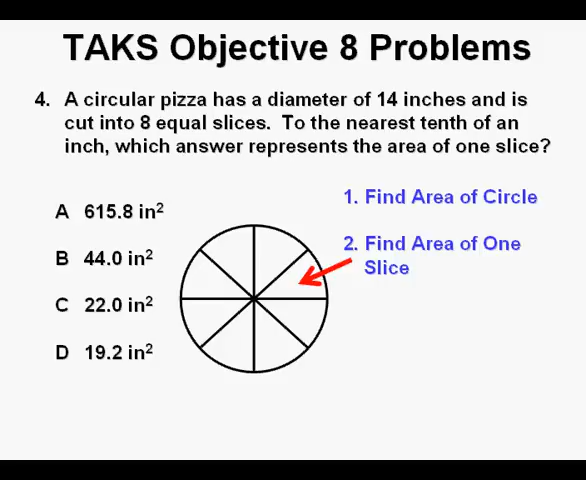 TAKS Objective 8 Problems
4. A circular pizza has a diameter of 14 inches and is
cut into 8 equal slices. To the nearest tenth of an
inch, which answer represents the area of one slice?
A 615.8 in²
B 44.0 in²
C 22.0 in²
D 19.2 in²
1. Find Area of Circle
2. Find Area of One
Slice